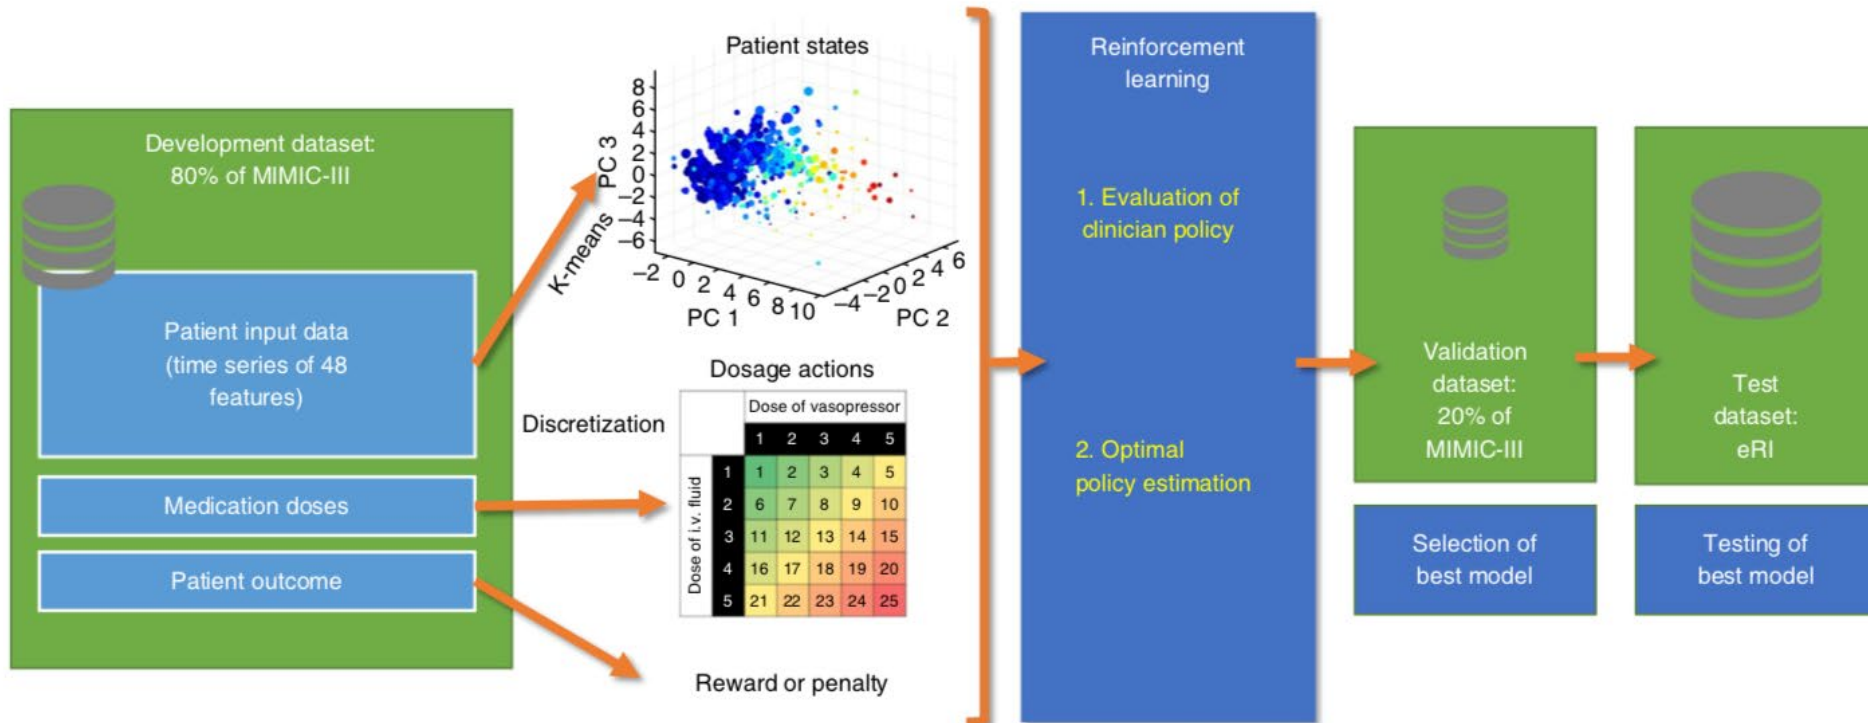 Development dataset:
80% of MIMIC-III
Patient input data
(time series of 48
features)
Medication doses
Patient outcome
K-means
Patient states
PC 3
8
6
4
2
0
−2
−4
−6
−2 0 2 4 6 8 10
PC 1
−4 −2 0 2 4 6
PC 2
Discretization
Dosage actions
Dose of vasopressor
1 2 3 4 5
Dose of i.v. fluid
1 1 2 3 4 5
2 6 7 8 9 10
3 11 12 13 14 15
4 16 17 18 19 20
5 21 22 23 24 25
Reward or penalty
Reinforcement
learning
1. Evaluation of
clinician policy
2. Optimal
policy estimation
Validation
dataset:
20% of
MIMIC-III
Selection of
best model
Test
dataset:
eRI
Testing of
best model